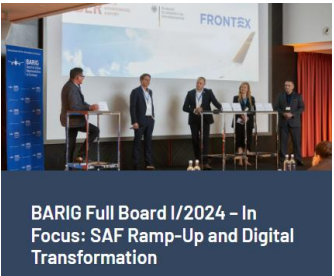 FRONTEX
BARIG
BARIG Full Board I/2024 – In
Focus: SAF Ramp-Up and Digital
Transformation